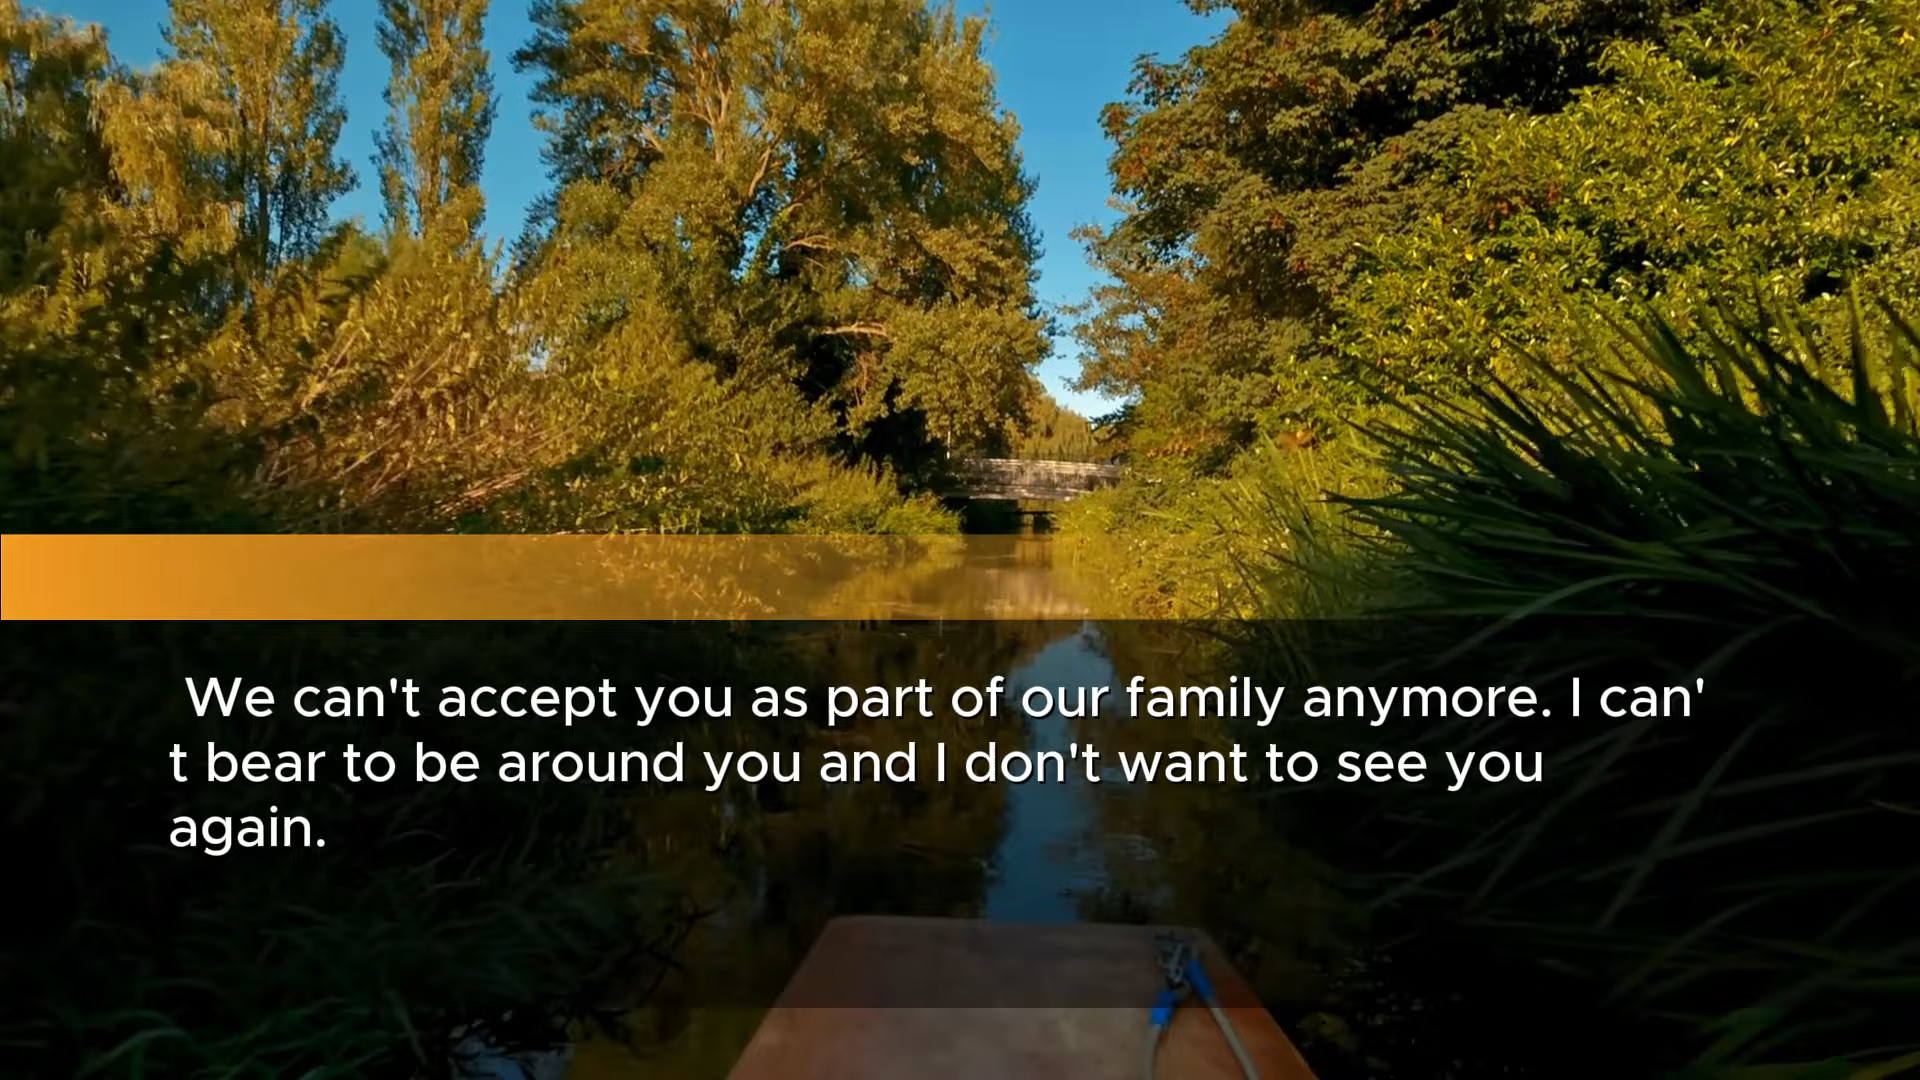 We can't accept you as part of our family anymore. I can'
t bear to be around you and I don't want to see you
again.